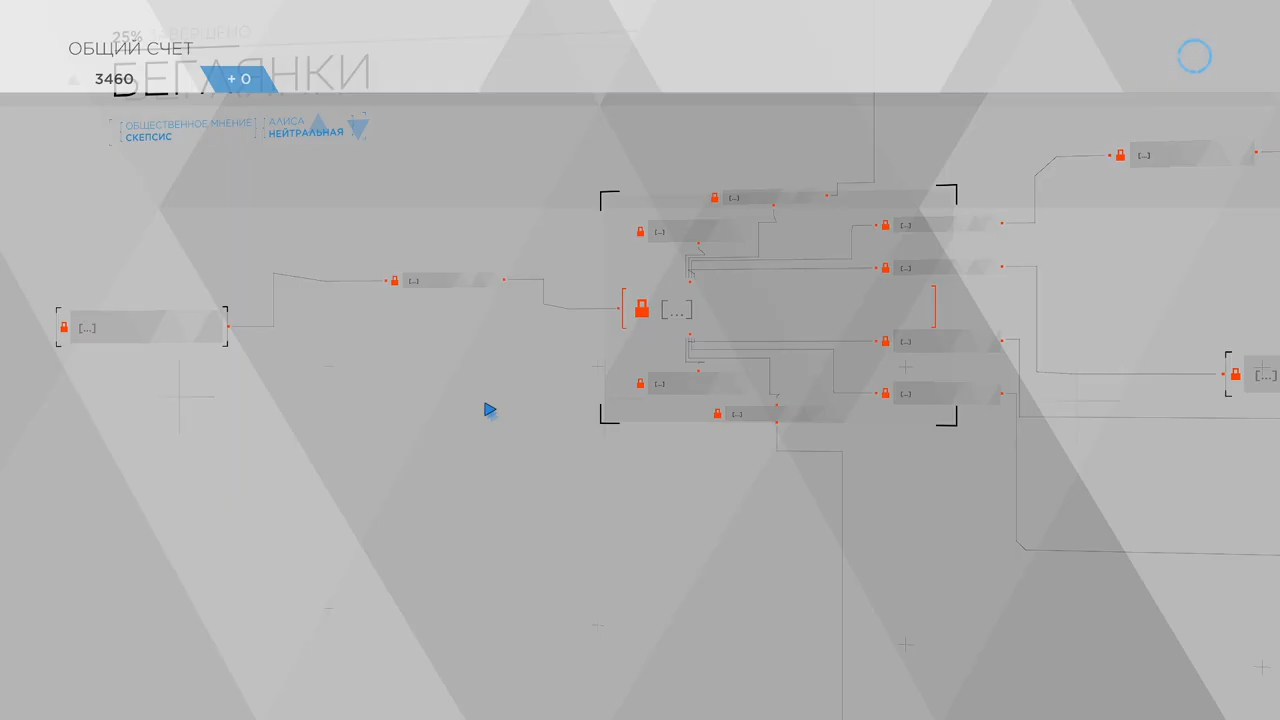 25% ЗАВЕРШЕНО
ОБЩИЙ СЧЕТ
БЕГЛЯНКИ
3460
+ 0
ОБЩЕСТВЕННОЕ МНЕНИЕ
СКЕПСИС
АЛИСА
НЕЙТРАЛЬНАЯ
[...]
[...]
[...]
[...]
[...]
[...]
[...]
[...]
[...]
[...]
[...]
[...]
[...]